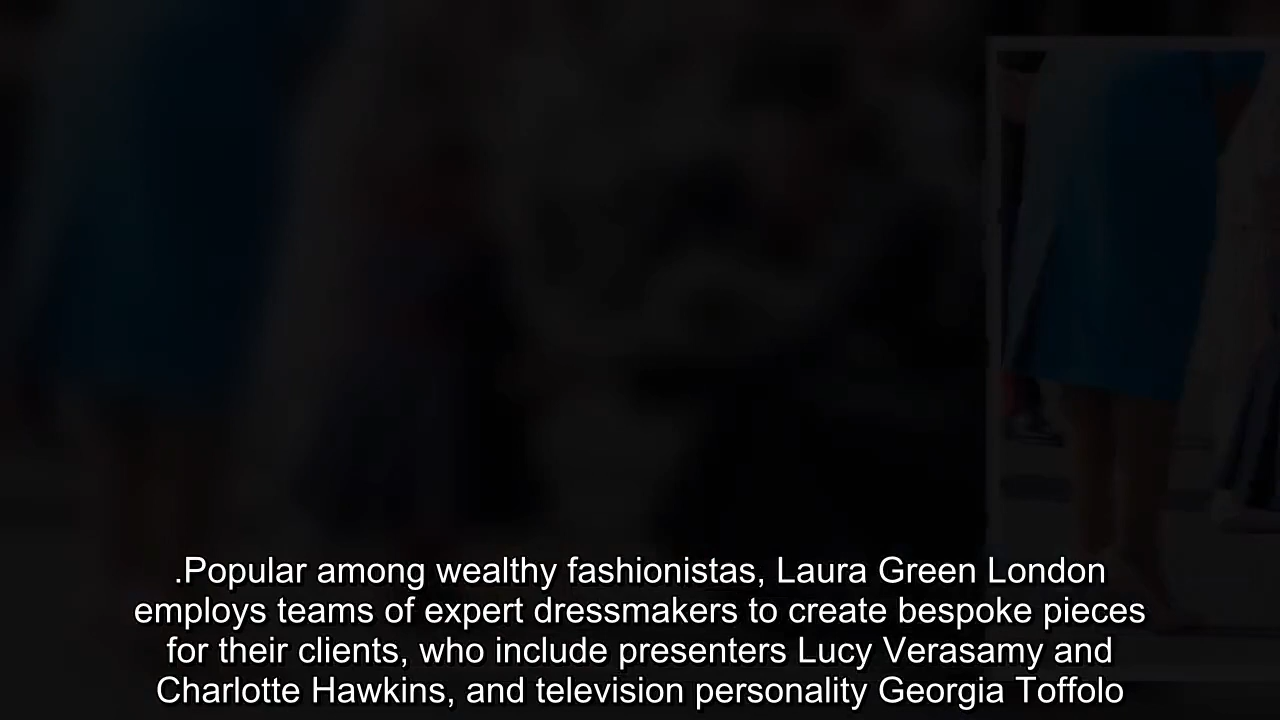 .Popular among wealthy fashionistas, Laura Green London
employs teams of expert dressmakers to create bespoke pieces
for their clients, who include presenters Lucy Verasamy and
Charlotte Hawkins, and television personality Georgia Toffolo